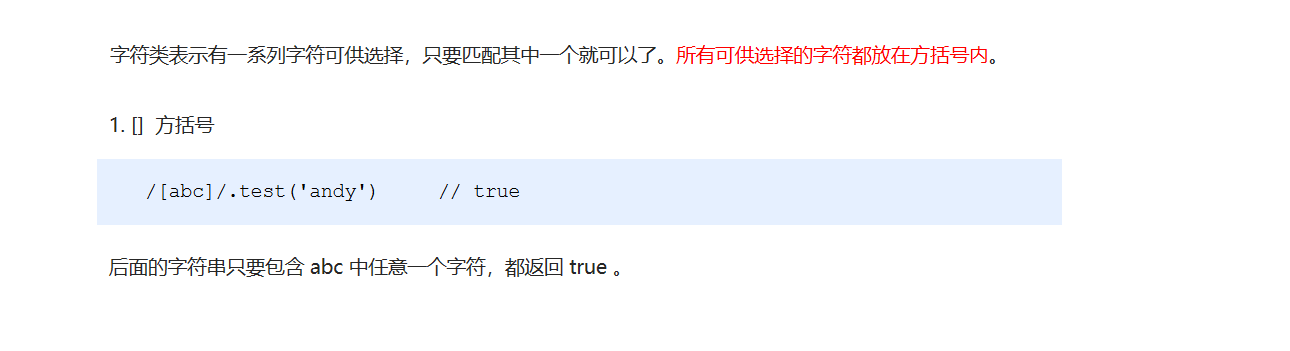 字符类表示有一系列字符可供选择，只要匹配其中一个就可以了。所有可供选择的字符都放在方括号内。
1. []  方括号
/[abc]/.test('andy')     // true
后面的字符串只要包含 abc 中任意一个字符，都返回 true 。